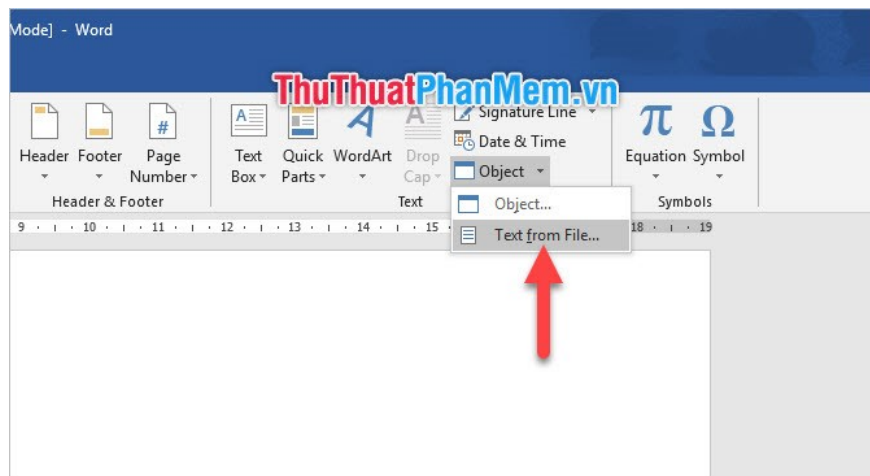 Mode] - Word
ThuThuatPhanMem.vn
Signature Line
Date & Time
Object
Header Footer Page Number
Text Box Quick Parts WordArt Drop Cap
Equation Symbol
Header & Footer Text Symbols
Object...
Text from File...
9 10 11 12 13 14 15 18 19